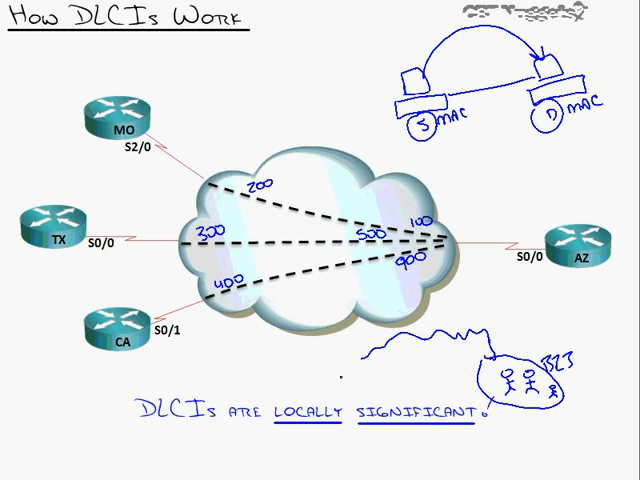 How DLCIs Work
MO
S2/0
TX
S0/0
CA
S0/1
200
300
400
100
500
900
S0/0
AZ
S MAC
D MAC
DLCIs ARE LOCALLY SIGNIFICANT.